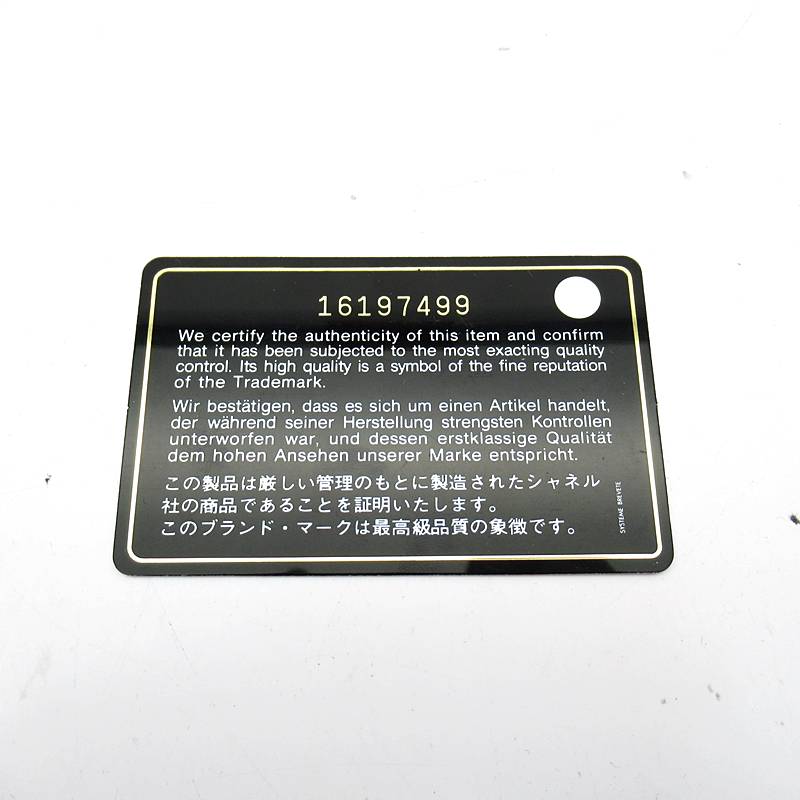 16197499
We certify the authenticity of this item and confirm
that it has been subjected to the most exacting quality
control. Its high quality is a symbol of the fine reputation
of the Trademark.
Wir bestätigen, dass es sich um einen Artikel handelt,
der während seiner Herstellung strengsten Kontrollen
unterworfen war, und dessen erstklassige Qualität
dem hohen Ansehen unserer Marke entspricht.
この製品は厳しい管理のもとに製造されたシャネル
社の商品であることを証明いたします。
このブランド・マークは最高級品質の象徴です。
SYSTEME BREVETE